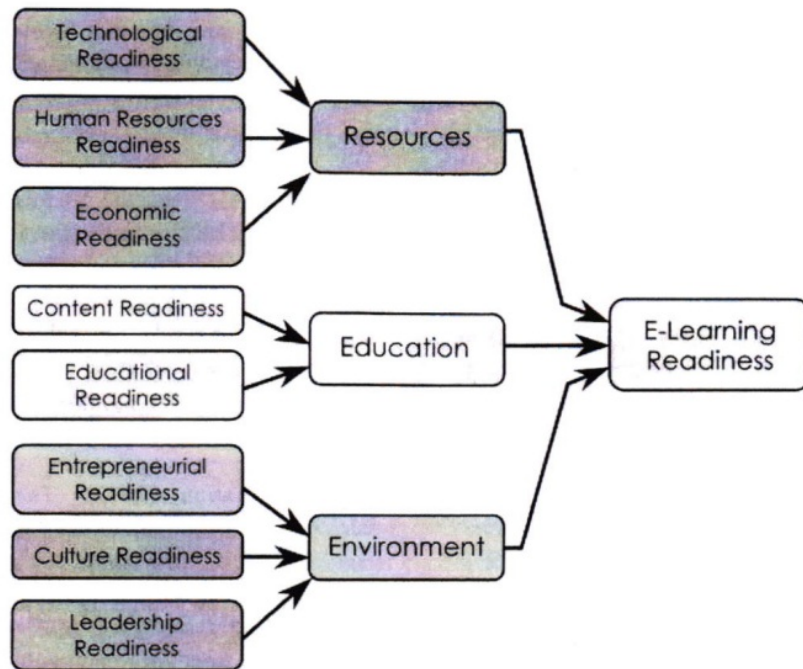 Technological
Readiness
Human Resources
Readiness
Resources
Economic
Readiness
Content Readiness
Education
Educational
Readiness
E-Learning
Readiness
Entrepreneurial
Readiness
Culture Readiness
Environment
Leadership
Readiness